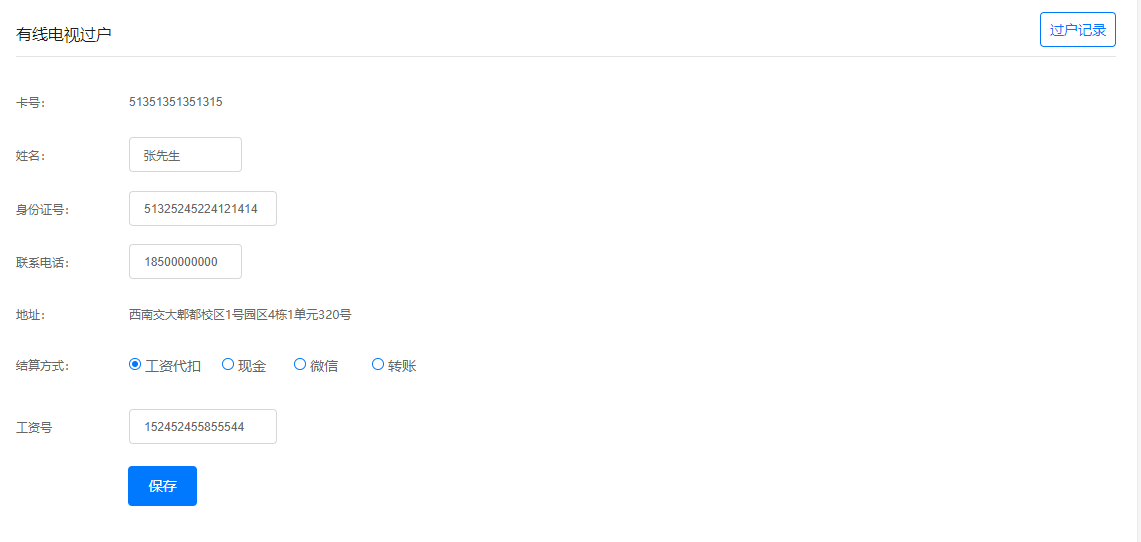 有线电视过户
过户记录
卡号：
51351351351315
姓名：
张先生
身份证号：
51325245224121414
联系电话：
18500000000
地址：
西南交大郫都校区1号园区4栋1单元320号
结算方式：
工资代扣 现金 微信 转账
工资号
152452455855544
保存